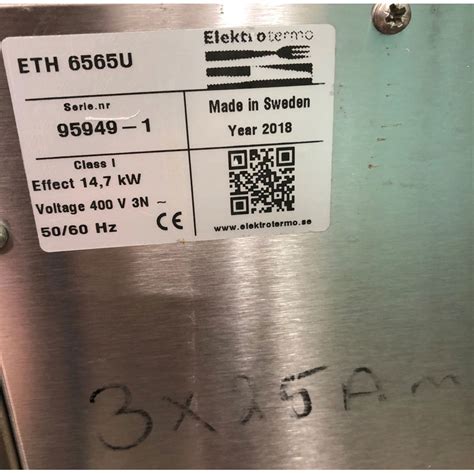 Elektrotermo
ETH 6565U
Serie.nr
95949-1
Made in Sweden
Year 2018
Class I
Effect 14,7 kW
Voltage 400 V 3N ~
50/60 Hz
CE
www.elektrotermo.se
3x25Am